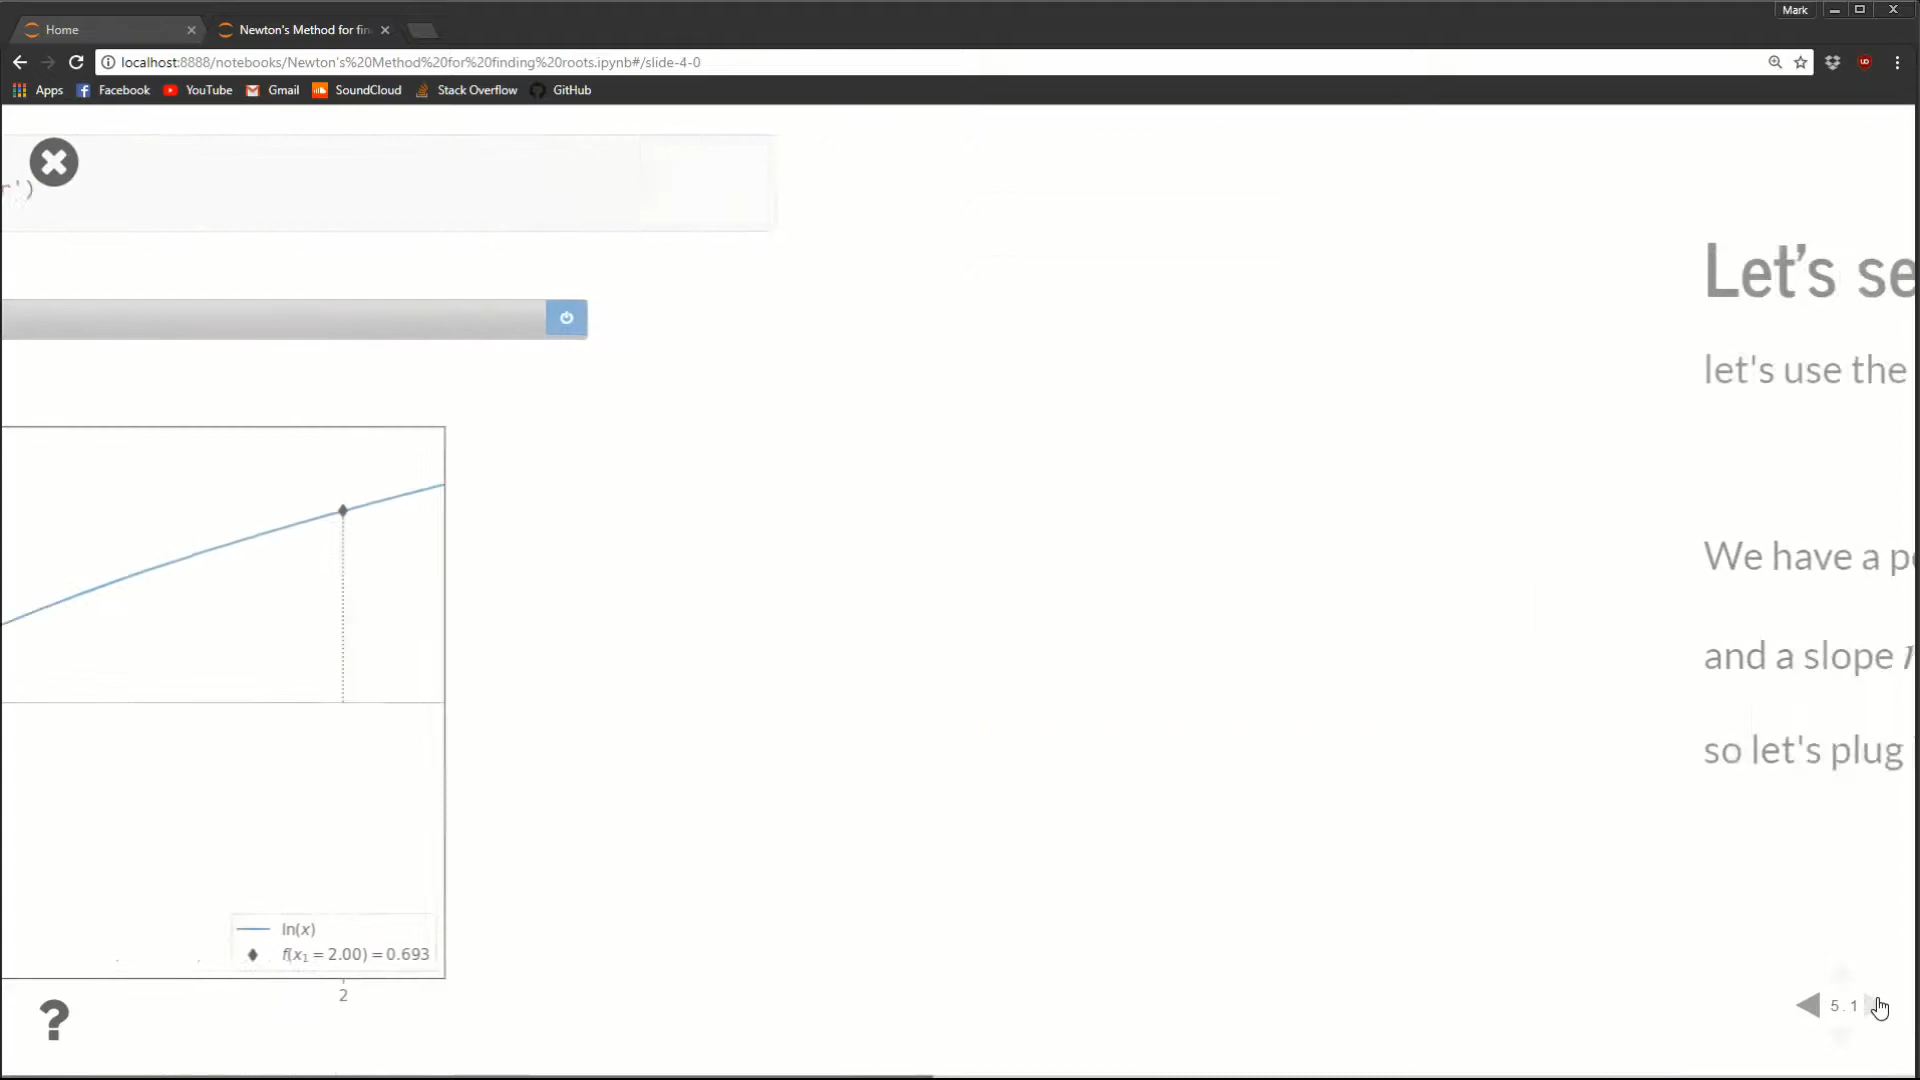 Mark
Home
Newton's Method for fin
localhost:8888/notebooks/Newton's%20Method%20for%20finding%20roots.ipynb#/slide-4-0
Apps Facebook YouTube Gmail SoundCloud Stack Overflow GitHub
r')
Let's se
let's use the
We have a p
and a slope
so let's plug
ln(x)
f(x₁ = 2.00) = 0.693
2
?
5.1